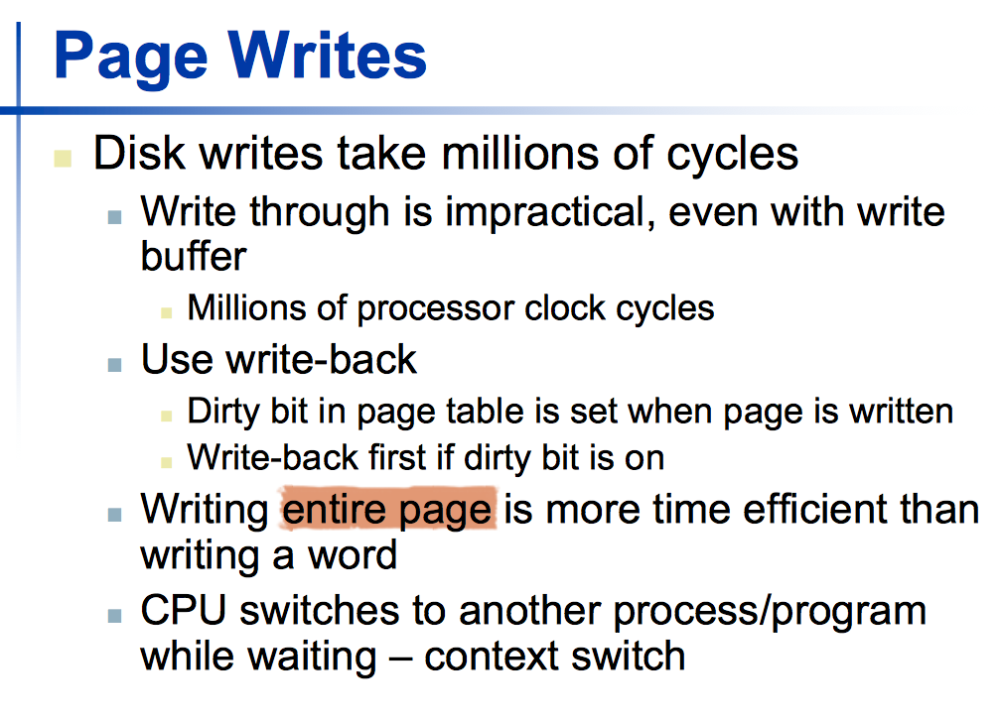 Page Writes
Disk writes take millions of cycles
Write through is impractical, even with write
buffer
Millions of processor clock cycles
Use write-back
Dirty bit in page table is set when page is written
Write-back first if dirty bit is on
Writing entire page is more time efficient than
writing a word
CPU switches to another process/program
while waiting – context switch